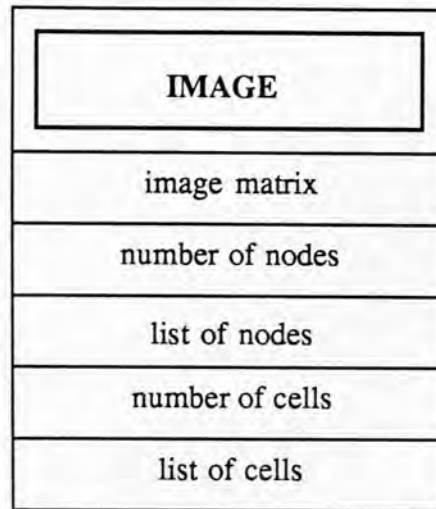 IMAGE
image matrix
number of nodes
list of nodes
number of cells
list of cells